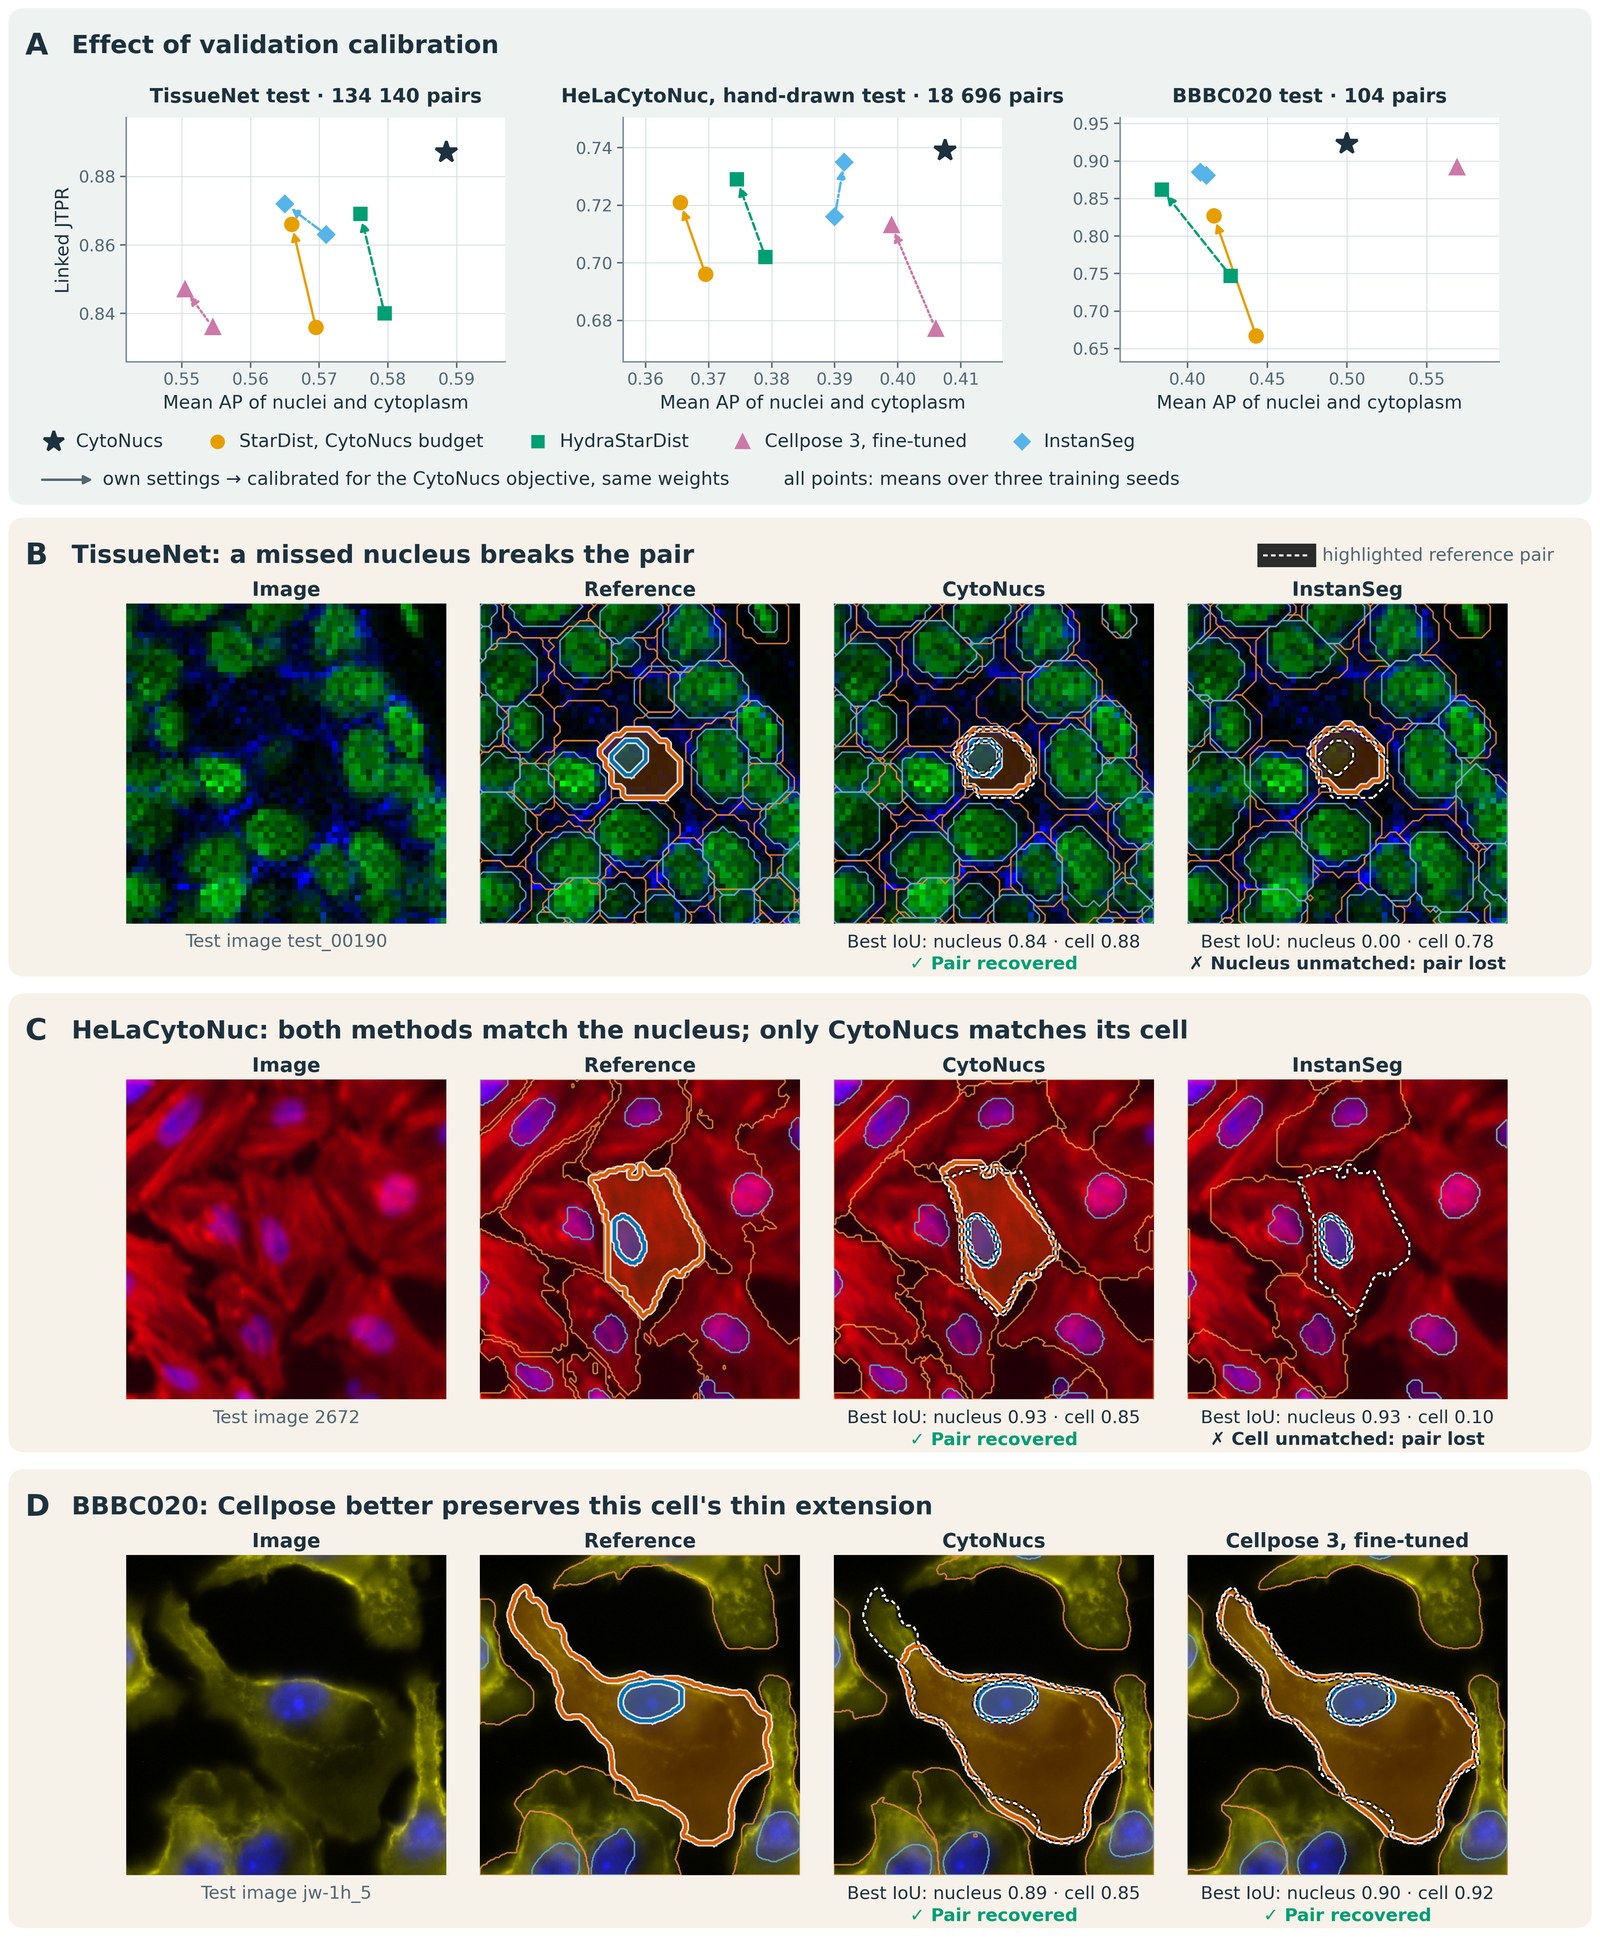 A Effect of validation calibration
TissueNet test · 134 140 pairs
HeLaCytoNuc, hand-drawn test · 18 696 pairs
BBBC020 test · 104 pairs
Linked JTPR
0.88
0.86
0.84
0.55 0.56 0.57 0.58 0.59
Mean AP of nuclei and cytoplasm
0.74
0.72
0.70
0.68
0.36 0.37 0.38 0.39 0.40 0.41
Mean AP of nuclei and cytoplasm
0.95
0.90
0.85
0.80
0.75
0.70
0.65
0.40 0.45 0.50 0.55
Mean AP of nuclei and cytoplasm
CytoNucs StarDist, CytoNucs budget HydraStarDist Cellpose 3, fine-tuned InstanSeg
own settings → calibrated for the CytoNucs objective, same weights all points: means over three training seeds
B TissueNet: a missed nucleus breaks the pair
highlighted reference pair
Image Reference CytoNucs InstanSeg
Test image test_00190
Best IoU: nucleus 0.84 · cell 0.88
✓ Pair recovered
Best IoU: nucleus 0.00 · cell 0.78
✗ Nucleus unmatched: pair lost
C HeLaCytoNuc: both methods match the nucleus; only CytoNucs matches its cell
Image Reference CytoNucs InstanSeg
Test image 2672
Best IoU: nucleus 0.93 · cell 0.85
✓ Pair recovered
Best IoU: nucleus 0.93 · cell 0.10
✗ Cell unmatched: pair lost
D BBBC020: Cellpose better preserves this cell's thin extension
Image Reference CytoNucs Cellpose 3, fine-tuned
Test image jw-1h_5
Best IoU: nucleus 0.89 · cell 0.85
✓ Pair recovered
Best IoU: nucleus 0.90 · cell 0.92
✓ Pair recovered